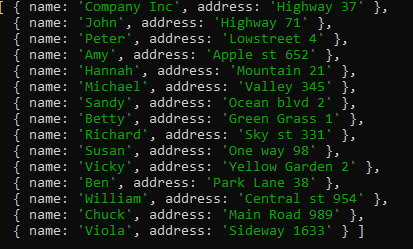 [ { name: 'Company Inc', address: 'Highway 37' },
{ name: 'John', address: 'Highway 71' },
{ name: 'Peter', address: 'Lowstreet 4' },
{ name: 'Amy', address: 'Apple st 652' },
{ name: 'Hannah', address: 'Mountain 21' },
{ name: 'Michael', address: 'Valley 345' },
{ name: 'Sandy', address: 'Ocean blvd 2' },
{ name: 'Betty', address: 'Green Grass 1' },
{ name: 'Richard', address: 'Sky st 331' },
{ name: 'Susan', address: 'One way 98' },
{ name: 'Vicky', address: 'Yellow Garden 2' },
{ name: 'Ben', address: 'Park Lane 38' },
{ name: 'William', address: 'Central st 954' },
{ name: 'Chuck', address: 'Main Road 989' },
{ name: 'Viola', address: 'Sideway 1633' } ]